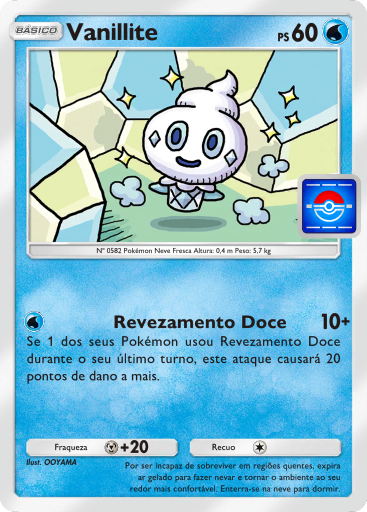 BÁSICO Vanillite PS 60
Nº 0582 Pokémon Neve Fresca Altura: 0,4 m Peso: 5,7 kg
Revezamento Doce 10+
Se 1 dos seus Pokémon usou Revezamento Doce
durante o seu último turno, este ataque causará 20
pontos de dano a mais.
Fraqueza +20 Recuo
Ilust. OOYAMA
Por ser incapaz de sobreviver em regiões quentes, expira
ar gelado para fazer nevar e tornar o ambiente ao seu
redor mais confortável. Enterra-se na neve para dormir.